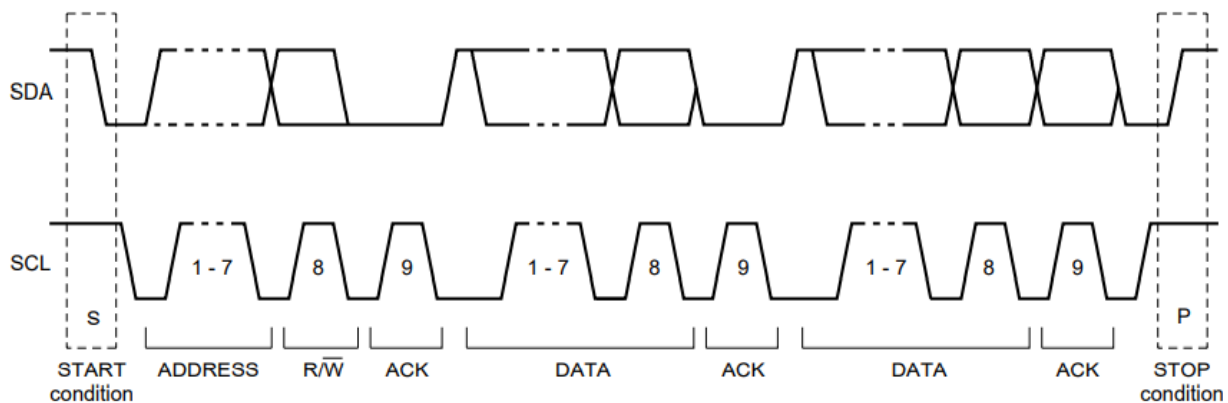 SDA
SCL
1 - 7 8 9 1 - 7 8 9 1 - 7 8 9
S P
START condition ADDRESS R/W̅ ACK DATA ACK DATA ACK STOP condition